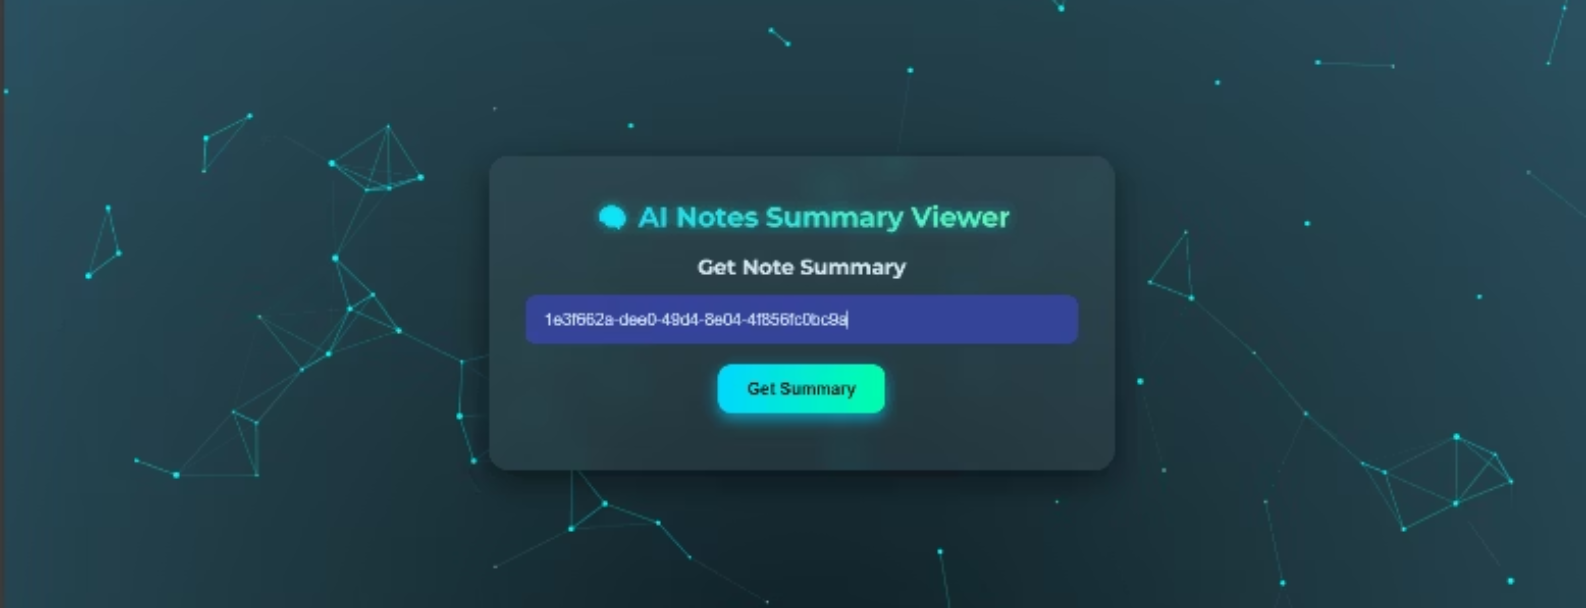 AI Notes Summary Viewer
Get Note Summary
1e3f662a-dee0-49d4-8e04-4f856fc0bc9a
Get Summary